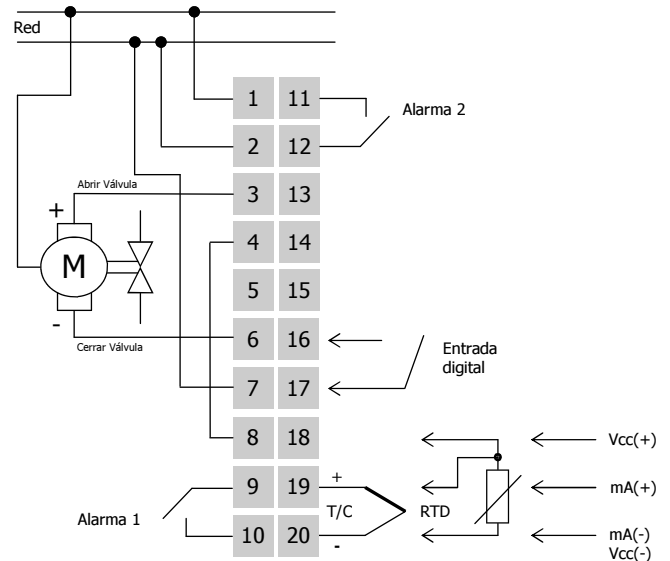 Red
1 11
Alarma 2
2 12
Abrir Válvula
3 13
+
4 14
M
5 15
-
Cerrar Válvula
6 16
Entrada
digital
7 17
8 18
Vcc(+)
9 19
+
Alarma 1
T/C
RTD
mA(+)
10 20
-
mA(-)
Vcc(-)